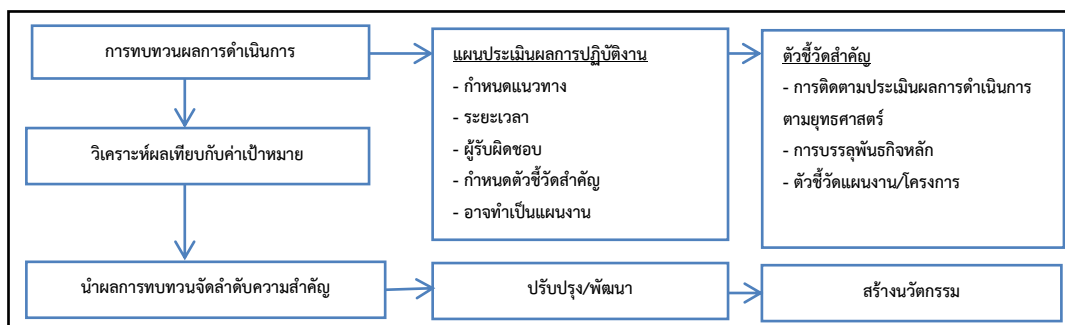 การทบทวนผลการดำเนินการ
แผนประเมินผลการปฏิบัติงาน
- กำหนดแนวทาง
- ระยะเวลา
- ผู้รับผิดชอบ
- กำหนดตัวชี้วัดสำคัญ
- อาจทำเป็นแผนงาน
ตัวชี้วัดสำคัญ
- การติดตามประเมินผลการดำเนินการ
ตามยุทธศาสตร์
- การบรรลุพันธกิจหลัก
- ตัวชี้วัดแผนงาน/โครงการ
วิเคราะห์ผลเทียบกับค่าเป้าหมาย
นำผลการทบทวนจัดลำดับความสำคัญ
ปรับปรุง/พัฒนา
สร้างนวัตกรรม